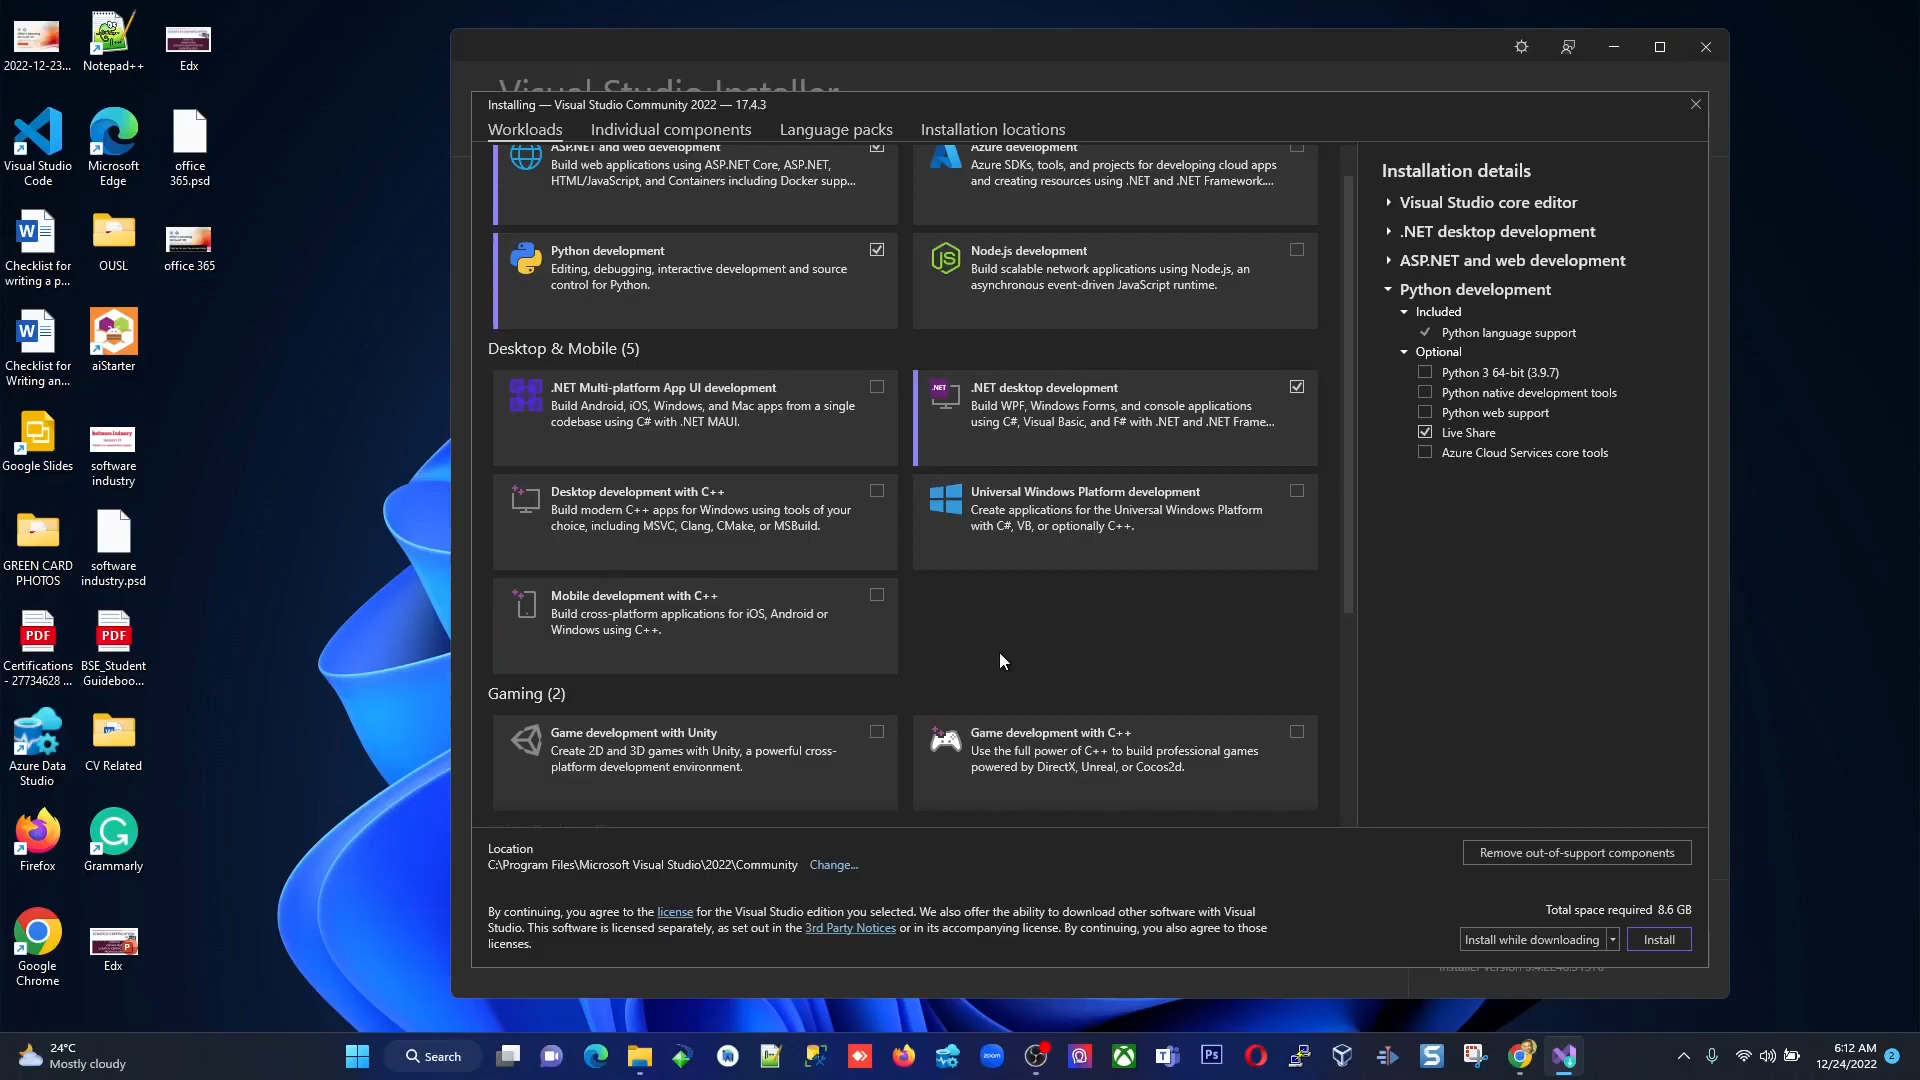 2022-12-23...
Notepad++
Edx
Visual Studio
Code
Microsoft
Edge
office
365.psd
Checklist for
writing a p...
OUSL
office 365
Checklist for
Writing an...
aiStarter
Google Slides
software
industry
GREEN CARD
PHOTOS
software
industry.psd
PDF
Certifications
- 27734628 ...
PDF
BSE_Student
Guideboo...
Azure Data
Studio
CV Related
Firefox
Grammarly
Google
Chrome
Edx
Visual Studio Installer
Installing — Visual Studio Community 2022 — 17.4.3
Workloads
Individual components
Language packs
Installation locations
ASP.NET and web development
Build web applications using ASP.NET Core, ASP.NET,
HTML/JavaScript, and Containers including Docker supp...
Azure development
Azure SDKs, tools, and projects for developing cloud apps
and creating resources using .NET and .NET Framework....
Python development
Editing, debugging, interactive development and source
control for Python.
Node.js development
Build scalable network applications using Node.js, an
asynchronous event-driven JavaScript runtime.
Desktop & Mobile (5)
.NET Multi-platform App UI development
Build Android, iOS, Windows, and Mac apps from a single
codebase using C# with .NET MAUI.
.NET
.NET desktop development
Build WPF, Windows Forms, and console applications
using C#, Visual Basic, and F# with .NET and .NET Frame...
Desktop development with C++
Build modern C++ apps for Windows using tools of your
choice, including MSVC, Clang, CMake, or MSBuild.
Universal Windows Platform development
Create applications for the Universal Windows Platform
with C#, VB, or optionally C++.
Mobile development with C++
Build cross-platform applications for iOS, Android or
Windows using C++.
Gaming (2)
Game development with Unity
Create 2D and 3D games with Unity, a powerful cross-
platform development environment.
Game development with C++
Use the full power of C++ to build professional games
powered by DirectX, Unreal, or Cocos2d.
Installation details
Visual Studio core editor
.NET desktop development
ASP.NET and web development
Python development
Included
Python language support
Optional
Python 3 64-bit (3.9.7)
Python native development tools
Python web support
Live Share
Azure Cloud Services core tools
Location
C:\Program Files\Microsoft Visual Studio\2022\Community Change...
Remove out-of-support components
By continuing, you agree to the license for the Visual Studio edition you selected. We also offer the ability to download other software with Visual
Studio. This software is licensed separately, as set out in the 3rd Party Notices or in its accompanying license. By continuing, you also agree to those
licenses.
Total space required 8.6 GB
Install while downloading
Install
24°C
Mostly cloudy
Search
zoom
Ps
6:12 AM
12/24/2022
2